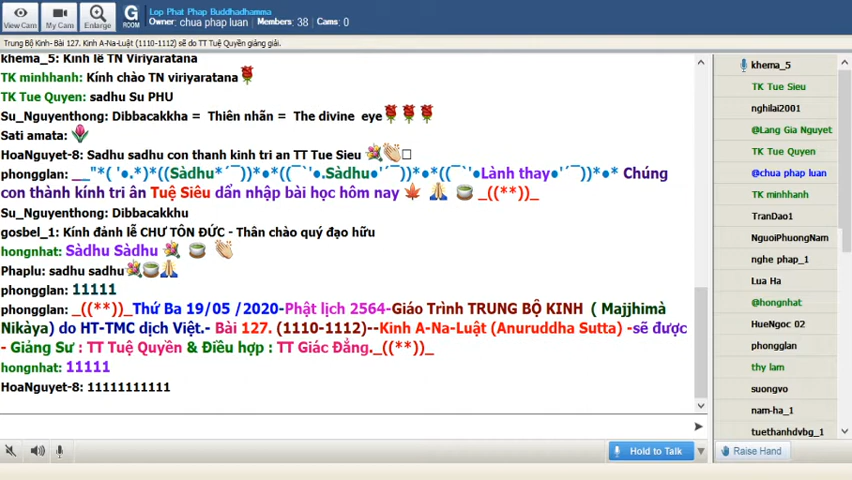 Lop Phat Phap Buddhadhamma
Owner: chua phap luan Members: 38 Cams: 0
View Cam My Cam Enlarge G ROOM
Trung Bộ Kinh- Bài 127. Kinh A-Na-Luật (1110-1112) sẽ do TT Tuệ Quyền giảng giải.
khema_5: Kính lễ TN Viriyaratana
TK minhhanh: Kính chào TN viriyaratana
TK Tue Quyen: sadhu Su PHU
Su_Nguyenthong: Dibbacakkha = Thiên nhãn = The divine eye
Sati amata:
HoaNguyet-8: Sadhu sadhu con thanh kinh tri an TT Tue Sieu
phongglan: __"*( '●.*)*((Sàdhu*´¯))*●*((¯`'●.Sàdhu●'´¯))*●*((¯`'●Lành thay●'´¯))*●* Chúng
con thành kính tri ân Tuệ Siêu dẩn nhập bài học hôm nay _((**))_
Su_Nguyenthong: Dibbacakkhu
gosbel_1: Kính đảnh lễ CHƯ TÔN ĐỨC - Thân chào quý đạo hữu
hongnhat: Sàdhu Sàdhu
Phaplu: sadhu sadhu
phongglan: 11111
phongglan: _((**))_Thứ Ba 19/05 /2020-Phật lịch 2564-Giáo Trình TRUNG BỘ KINH ( Majjhimà
Nikàya) do HT-TMC dịch Việt.- Bài 127. (1110-1112)--Kinh A-Na-Luật (Anuruddha Sutta) -sẽ được
- Giảng Sư : TT Tuệ Quyền & Điều hợp : TT Giác Đẳng._((**))_
hongnhat: 11111
HoaNguyet-8: 11111111111
Hold to Talk
khema_5
TK Tue Sieu
nghilai2001
@Lang Gia Nguyet
TK Tue Quyen
@chua phap luan
TK minhhanh
TranDao1
NguoiPhuongNam
nghe phap_1
Lua Ha
@hongnhat
HueNgoc 02
phongglan
thy lam
suongvo
nam-ha_1
tuethanhdvbg_1
Raise Hand